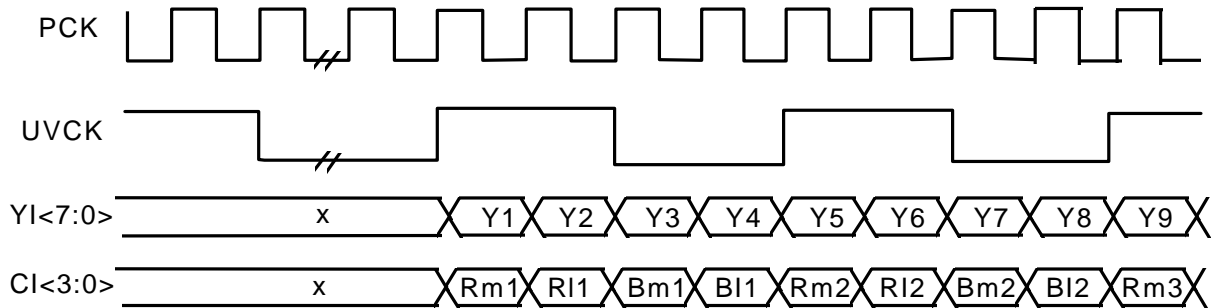 PCK
UVCK
YI<7:0> x Y1 Y2 Y3 Y4 Y5 Y6 Y7 Y8 Y9
CI<3:0> x Rm1 Rl1 Bm1 Bl1 Rm2 Rl2 Bm2 Bl2 Rm3